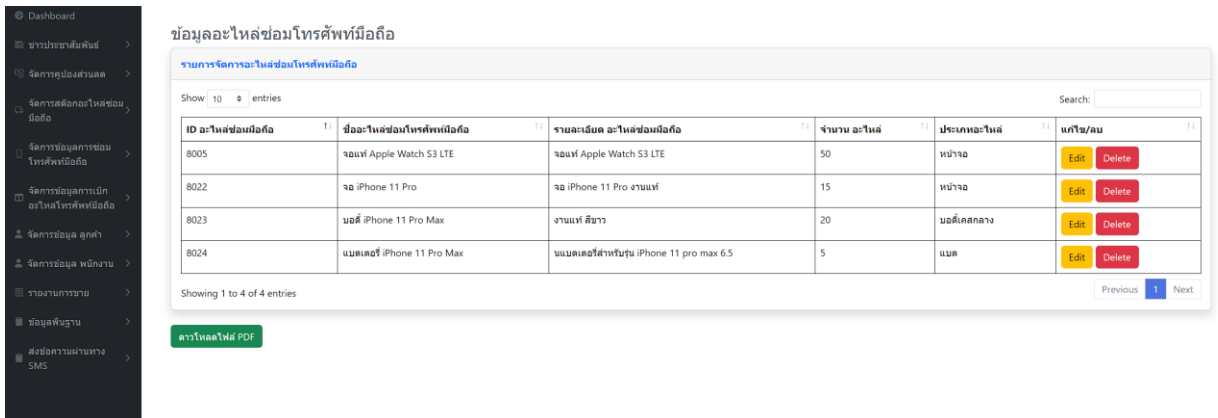 Dashboard
ข่าวประชาสัมพันธ์
จัดการคูปองส่วนลด
จัดการสต๊อกอะไหล่ซ่อม
มือถือ
จัดการข้อมูลการซ่อม
โทรศัพท์มือถือ
จัดการข้อมูลการเบิก
อะไหลโทรศัพท์มือถือ
จัดการข้อมูล ลูกค้า
จัดการข้อมูล พนักงาน
รายงานการขาย
ข้อมูลพื้นฐาน
ส่งข้อความผ่านทาง
SMS
ข้อมูลอะไหล่ซ่อมโทรศัพท์มือถือ
รายการจัดการอะไหล่ซ่อมโทรศัพท์มือถือ
Show 10 entries Search:
ID อะไหล่ซ่อมมือถือ ชื่ออะไหล่ซ่อมโทรศัพท์มือถือ รายละเอียด อะไหล่ซ่อมมือถือ จำนวน อะไหล่ ประเภทอะไหล่ แก้ไข/ลบ
8005 จอแท้ Apple Watch S3 LTE จอแท้ Apple Watch S3 LTE 50 หน้าจอ Edit Delete
8022 จอ iPhone 11 Pro จอ iPhone 11 Pro งานแท้ 15 หน้าจอ Edit Delete
8023 บอดี้ iPhone 11 Pro Max งานแท้ สีขาว 20 บอดี้เคสกลาง Edit Delete
8024 แบตเตอรี่ iPhone 11 Pro Max บแบตเตอรี่สำหรับรุ่น iPhone 11 pro max 6.5 5 แบต Edit Delete
Showing 1 to 4 of 4 entries Previous 1 Next
ดาวโหลดไฟล์ PDF